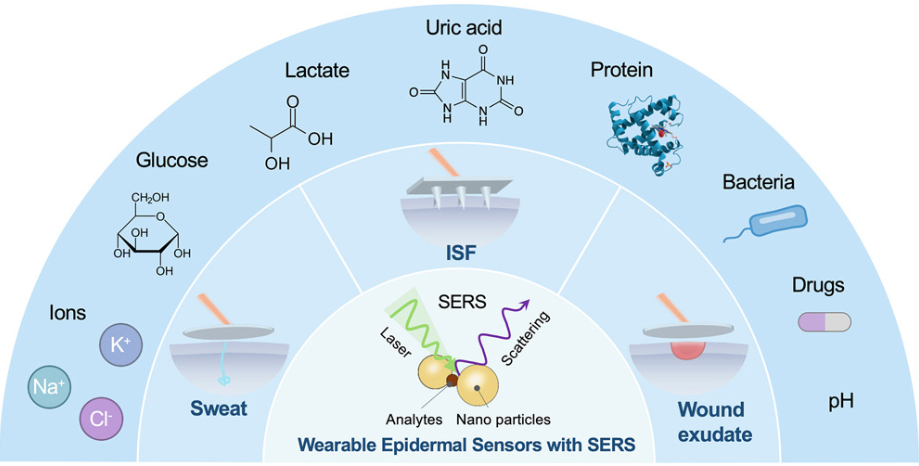 Uric acid
Lactate
Protein
Glucose
Bacteria
Drugs
Ions
pH
K⁺
Na⁺
Cl⁻
O
OH
OH
O
H
N
NH
O
N
H
N
H
O
CH₂OH
O
OH
OH
OH
OH
ISF
Sweat
Wound
exudate
SERS
Laser
Scattering
Analytes
Nano particles
Wearable Epidermal Sensors with SERS